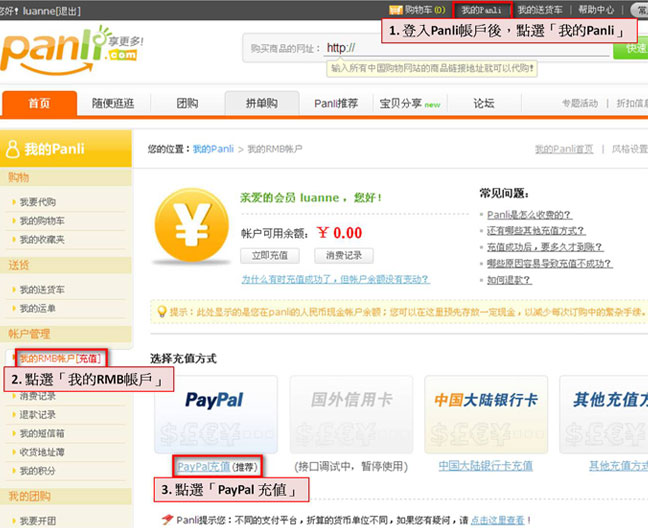 您好! luanne[退出]
购物车(0) | 我的Panli | 我的送货车 | 帮助中心 |
1. 登入Panli帳戶後，點選「我的Panli」
panli.com
享更多!
购买商品的网址: http://
快速
输入所有中国购物网站的商品链接地址就可以代购!
首页 随便逛逛 团购 拼单购 Panli推荐 宝贝分享 new 论坛 专题活动 | 折扣信息
我的Panli
您的位置: 我的Panli > 我的RMB帐户
我的Panli首页 | 风格设置
购物
我要代购
我的购物车
我的收藏夹
送货
我的送货车
我的运单
帐户管理
我的RMB帐户[充值]
2. 點選「我的RMB帳戶」
消费记录
退款记录
我的短信箱
收货地址簿
我的积分
我的团购
我要开团
¥
亲爱的会员 luanne ，您好!
帐户可用余额: ¥ 0.00
立即充值 消费记录
为什么有时充值成功了，但帐户余额没有变动?
常见问题:
Panli是怎么收费的?
还有哪些其他充值方式?
充值成功后，要多久才到账?
哪些原因容易导致充值不成功?
如何退款?
提示: 此处显示的是您在panli的人民币现金帐户余额; 您可以在这里预先存放一定现金，以减少每次订购中的繁杂手续。
选择充值方式
PayPal 国外信用卡 中国大陆银行卡 其他充值方
£¥€$ £¥€$ £¥€$ £¥€$
PayPal充值(推荐) (接口调试中，暂停使用) 中国大陆银行卡充值 其他充值方式
3. 點選「PayPal 充值」
Panli提示您: 不同的支付平台，折算的货币单位不同，如果您有疑问，请 点击这里查看!